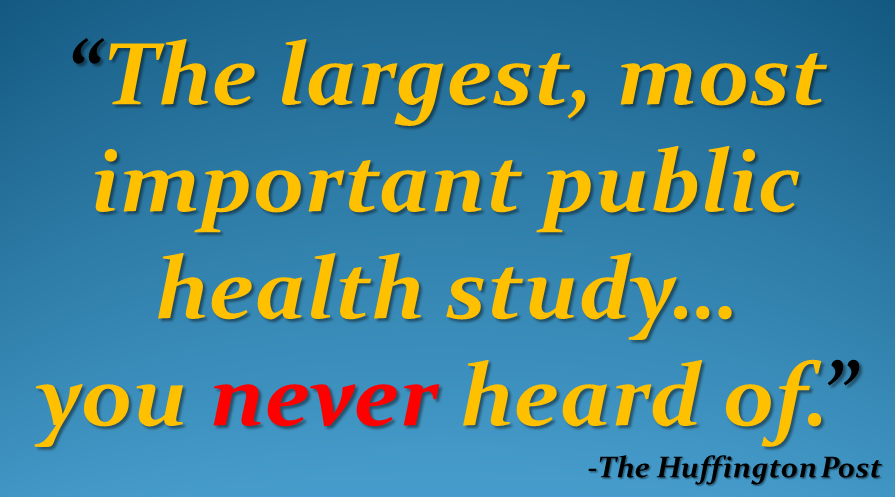 “The largest, most
important public
health study...
you never heard of.”
-The Huffington Post